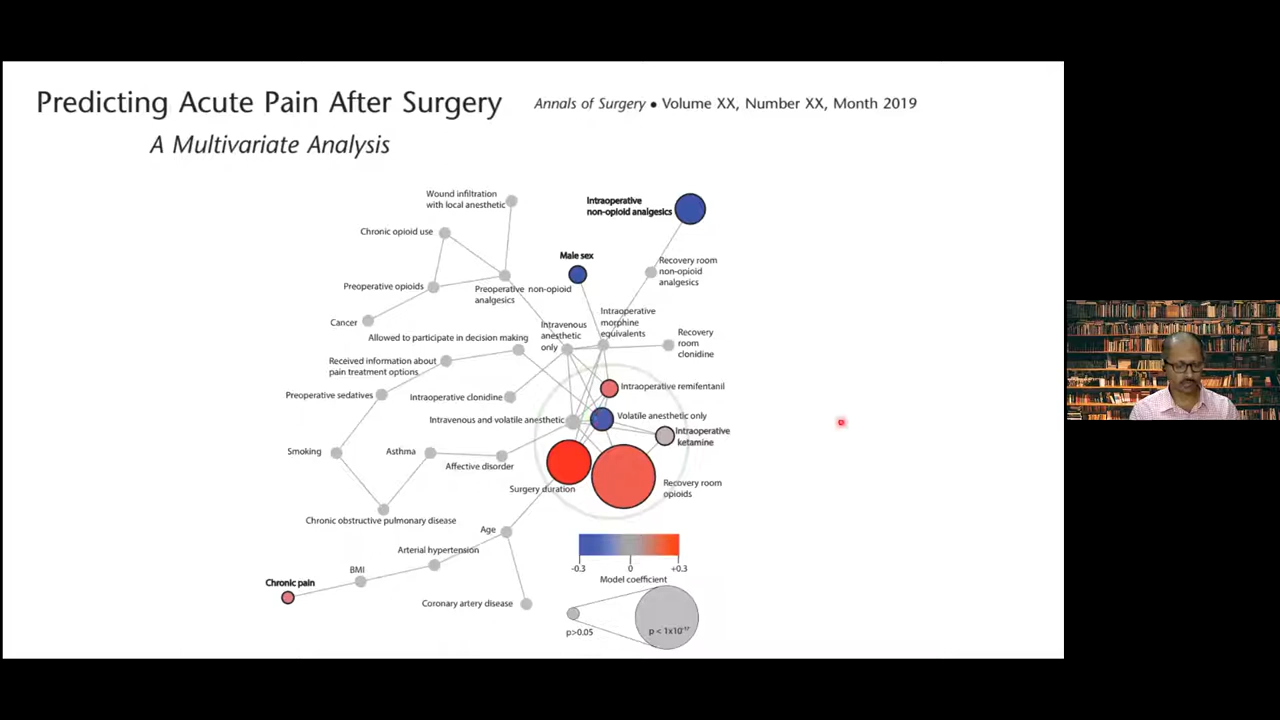 Predicting Acute Pain After Surgery
Annals of Surgery • Volume XX, Number XX, Month 2019
A Multivariate Analysis
Wound infiltration
with local anesthetic
Intraoperative
non-opioid analgesics
Chronic opioid use
Male sex
Recovery room
non-opioid
analgesics
Preoperative opioids
Preoperative non-opioid
analgesics
Intraoperative
morphine
equivalents
Cancer
Intravenous
anesthetic
only
Allowed to participate in decision making
Recovery
room
clonidine
Received information about
pain treatment options
Intraoperative remifentanil
Preoperative sedatives
Intraoperative clonidine
Intravenous and volatile anesthetic
Volatile anesthetic only
Intraoperative
ketamine
Smoking
Asthma
Affective disorder
Surgery duration
Recovery room
opioids
Chronic obstructive pulmonary disease
Age
Arterial hypertension
BMI
Chronic pain
Coronary artery disease
-0.3 0 +0.3
Model coefficient
p>0.05
p < 1x10⁻¹⁷